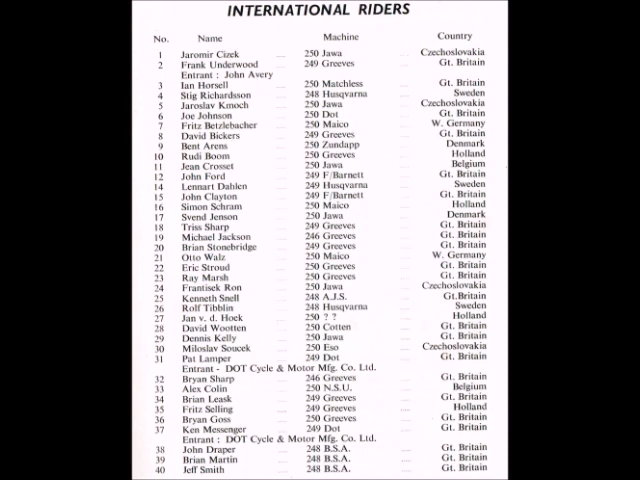 INTERNATIONAL RIDERS
No. Name Machine Country
1 Jaromir Cizek 250 Jawa Czechoslovakia
2 Frank Underwood 249 Greeves Gt. Britain
Entrant : John Avery
3 Ian Horsell 250 Matchless Gt. Britain
4 Stig Richardsson 248 Husqvarna Sweden
5 Jaroslav Kmoch 250 Jawa Czechoslovakia
6 Joe Johnson 250 Dot Gt. Britain
7 Fritz Betzlebacher 250 Maico W. Germany
8 David Bickers 249 Greeves Gt. Britain
9 Bent Arens 250 Zundapp Denmark
10 Rudi Boom 250 Greeves Holland
11 Jean Crosset 250 Jawa Belgium
12 John Ford 249 F/Barnett Gt. Britain
14 Lennart Dahlen 249 Husqvarna Sweden
15 John Clayton 249 F/Barnett Gt. Britain
16 Simon Schram 250 Maico Holland
17 Svend Jenson 250 Jawa Denmark
18 Triss Sharp 249 Greeves Gt. Britain
19 Michael Jackson 246 Greeves Gt. Britain
20 Brian Stonebridge 249 Greeves Gt. Britain
21 Otto Walz 250 Maico W. Germany
22 Eric Stroud 250 Greeves Gt. Britain
23 Ray Marsh 250 Greeves Gt. Britain
24 Frantisek Ron 250 Jawa Czechoslovakia
25 Kenneth Snell 248 A.J.S. Gt.Britain
26 Rolf Tibblin 248 Husqvarna Sweden
27 Jan v. d. Hoek 250 ? ? Holland
28 David Wootten 250 Cotten Gt. Britain
29 Dennis Kelly 250 Jawa Gt. Britain
30 Miloslav Soucek 250 Eso Czechoslovakia
31 Pat Lamper 249 Dot Gt. Britain
Entrant - DOT Cycle & Motor Mfg. Co. Ltd.
32 Bryan Sharp 246 Greeves Gt. Britain
33 Alex Colin 250 N.S.U. Belgium
34 Brian Leask 249 Greeves Gt. Britain
35 Fritz Selling 249 Greeves Holland
36 Bryan Goss 250 Greeves Gt. Britain
37 Ken Messenger 249 Dot Gt. Britain
Entrant : DOT Cycle & Motor Mfg. Co. Ltd.
38 John Draper 248 B.S.A. Gt. Britain
39 Brian Martin 248 B.S.A. Gt. Britain
40 Jeff Smith 248 B.S.A. Gt. Britain